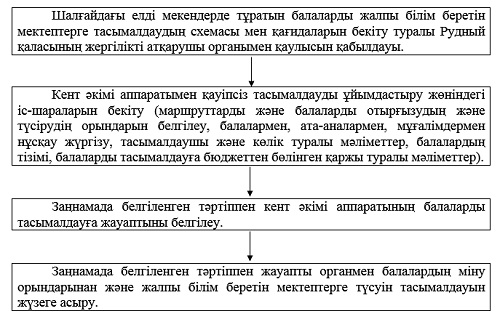 Шалғайдағы елді мекендерде тұратын балаларды жалпы білім беретін
мектептерге тасымалдаудың схемасы мен қағидаларын бекіту туралы Рудный
қаласының жергілікті атқарушы органымен қаулысын қабылдауы.
Кент әкімі аппаратымен қауіпсіз тасымалдауды ұйымдастыру жөніндегі
іс-шараларын бекіту (маршруттарды және балаларды отырғызудың және
түсірудің орындарын белгілеу, балалармен, ата-аналармен, мұғалімдермен
нұсқау жүргізу, тасымалдаушы және көлік туралы мәліметтер, балалардың
тізімі, балаларды тасымалдауға бюджеттен бөлінген қаржы туралы мәліметтер).
Заңнамада белгіленген тәртіппен кент әкімі аппаратының балаларды
тасымалдауға жауаптыны белгілеу.
Заңнамада белгіленген тәртіппен жауапты органмен балалардың міну
орындарынан және жалпы білім беретін мектептерге түсуін тасымалдауын
жүзеге асыру.